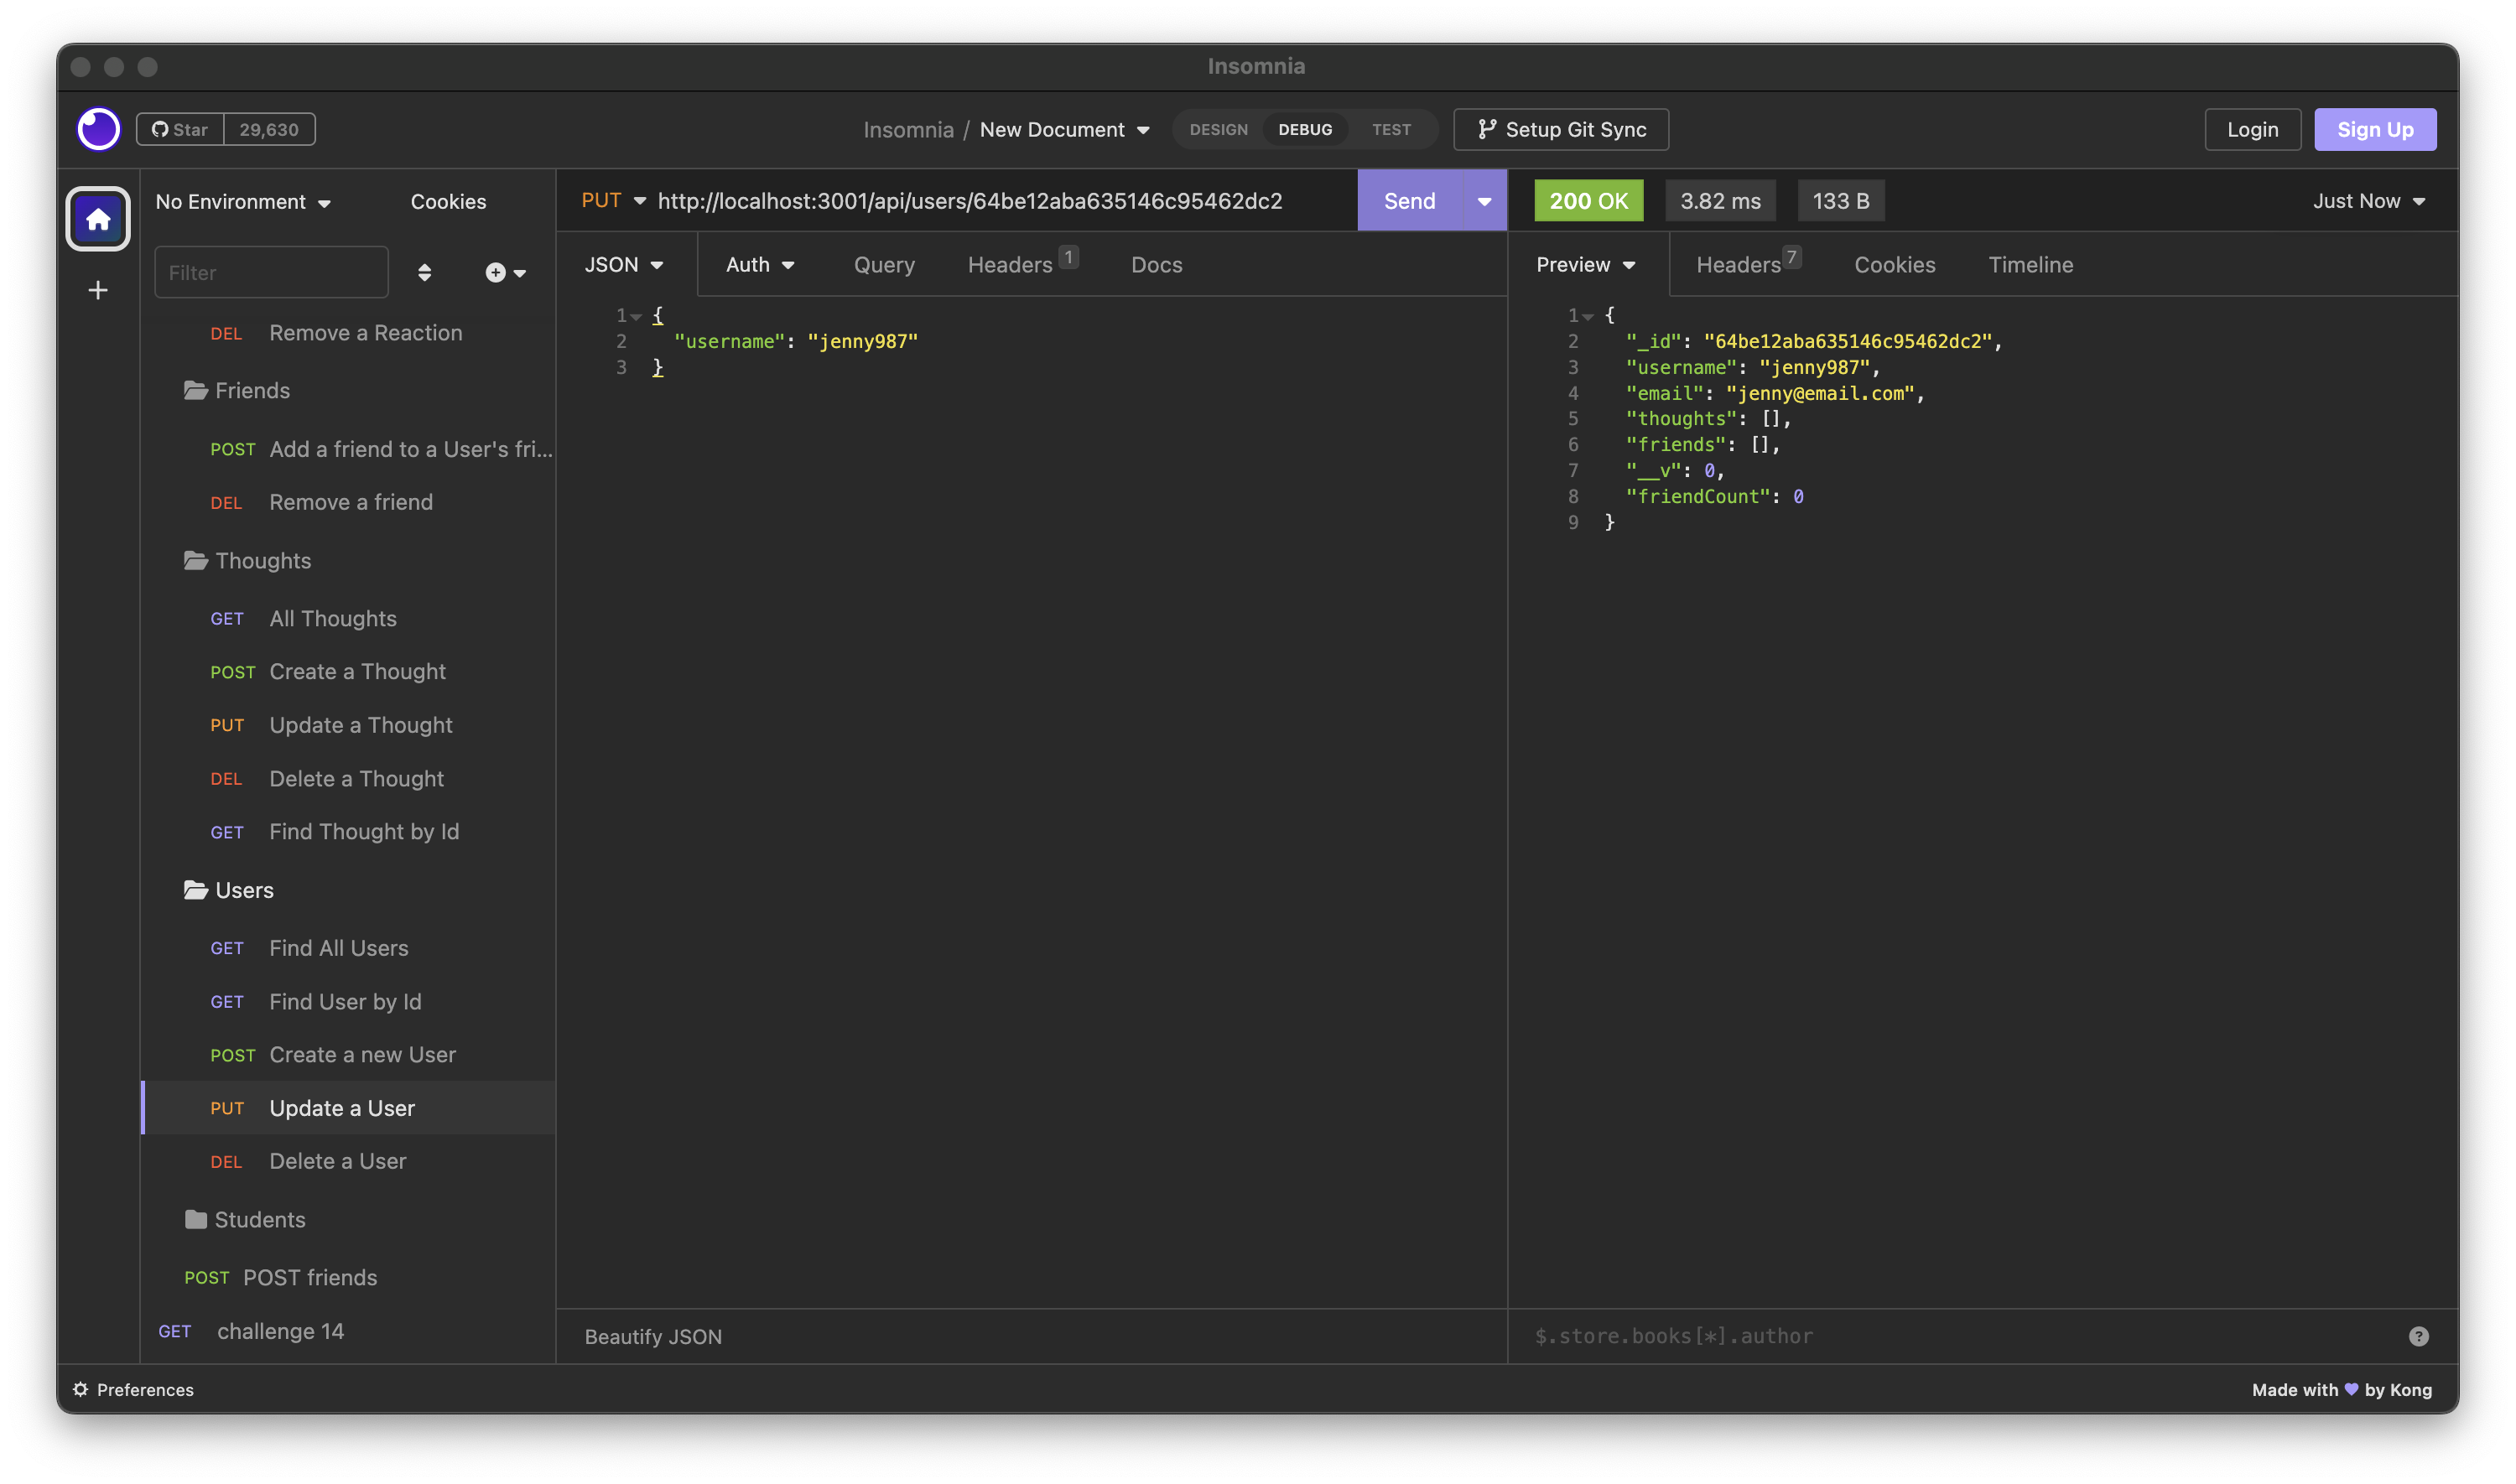 Insomnia
Star 29,630
Insomnia / New Document
DESIGN DEBUG TEST
Setup Git Sync
Login
Sign Up
No Environment
Cookies
Filter
DEL Remove a Reaction
Friends
POST Add a friend to a User's fri...
DEL Remove a friend
Thoughts
GET All Thoughts
POST Create a Thought
PUT Update a Thought
DEL Delete a Thought
GET Find Thought by Id
Users
GET Find All Users
GET Find User by Id
POST Create a new User
PUT Update a User
DEL Delete a User
Students
POST POST friends
GET challenge 14
PUT http://localhost:3001/api/users/64be12aba635146c95462dc2
Send
JSON Auth Query Headers 1 Docs
1 {
2 "username": "jenny987"
3 }
Beautify JSON
200 OK 3.82 ms 133 B
Just Now
Preview Headers 7 Cookies Timeline
1 {
2 "_id": "64be12aba635146c95462dc2",
3 "username": "jenny987",
4 "email": "jenny@email.com",
5 "thoughts": [],
6 "friends": [],
7 "__v": 0,
8 "friendCount": 0
9 }
$.store.books[*].author
?
Preferences
Made with 💜 by Kong